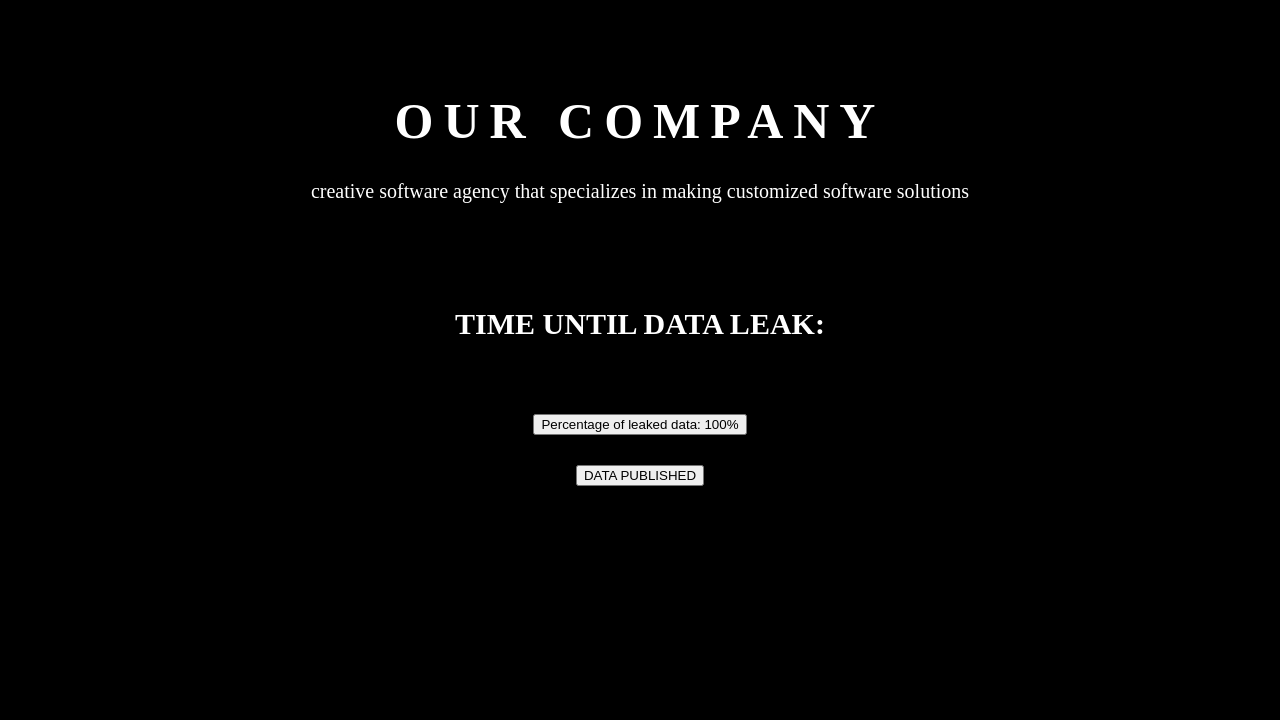 OUR COMPANY
creative software agency that specializes in making customized software solutions
TIME UNTIL DATA LEAK:
Percentage of leaked data: 100%
DATA PUBLISHED